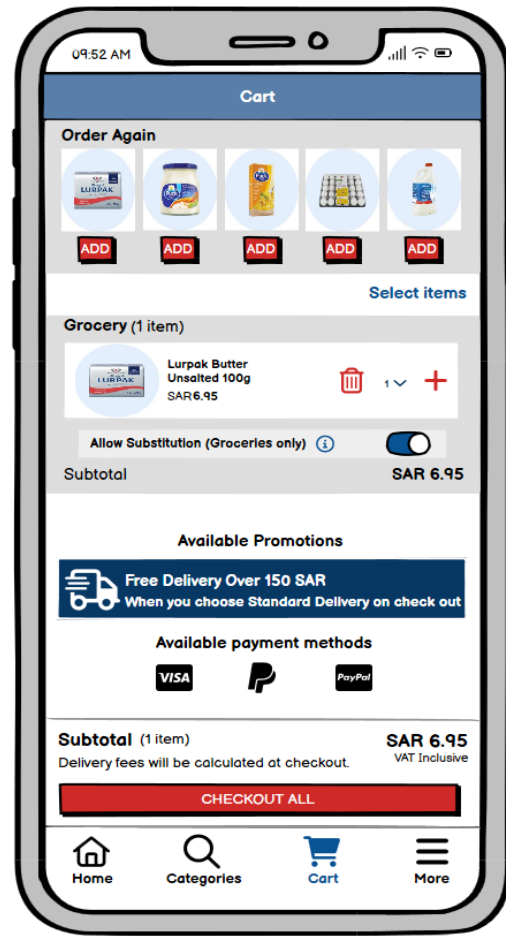 09:52 AM
Cart
Order Again
LURPAK
ADD
ADD
ADD
ADD
ADD
Select items
Grocery (1 item)
LURPAK
Lurpak Butter
Unsalted 100g
SAR 6.95
1
Allow Substitution (Groceries only)
Subtotal
SAR 6.95
Available Promotions
Free Delivery Over 150 SAR
When you choose Standard Delivery on check out
Available payment methods
VISA
PayPal
Subtotal (1 item)
SAR 6.95
Delivery fees will be calculated at checkout.
VAT Inclusive
CHECKOUT ALL
Home
Categories
Cart
More